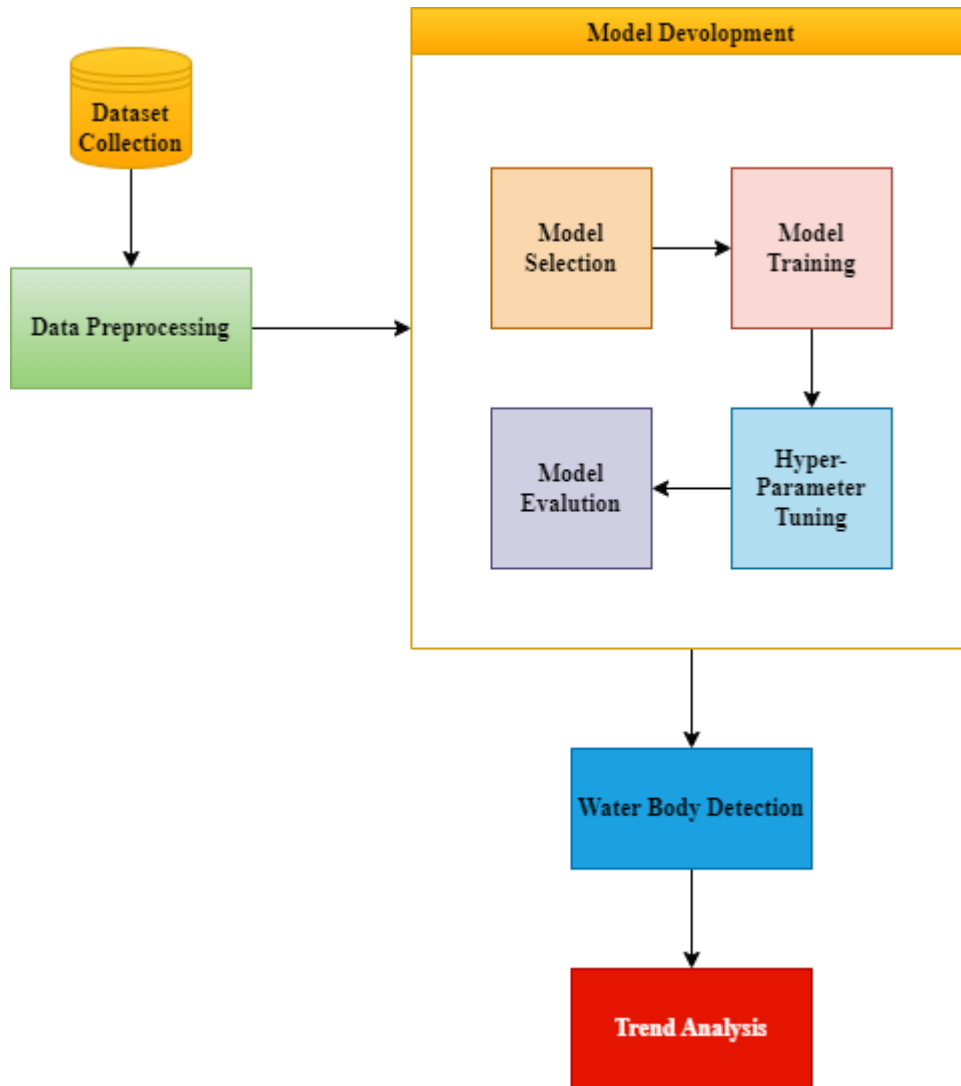 Model Devolopment
Dataset
Collection
Model
Selection
Model
Training
Data Preprocessing
Hyper-
Parameter
Tuning
Model
Evalution
Water Body Detection
Trend Analysis